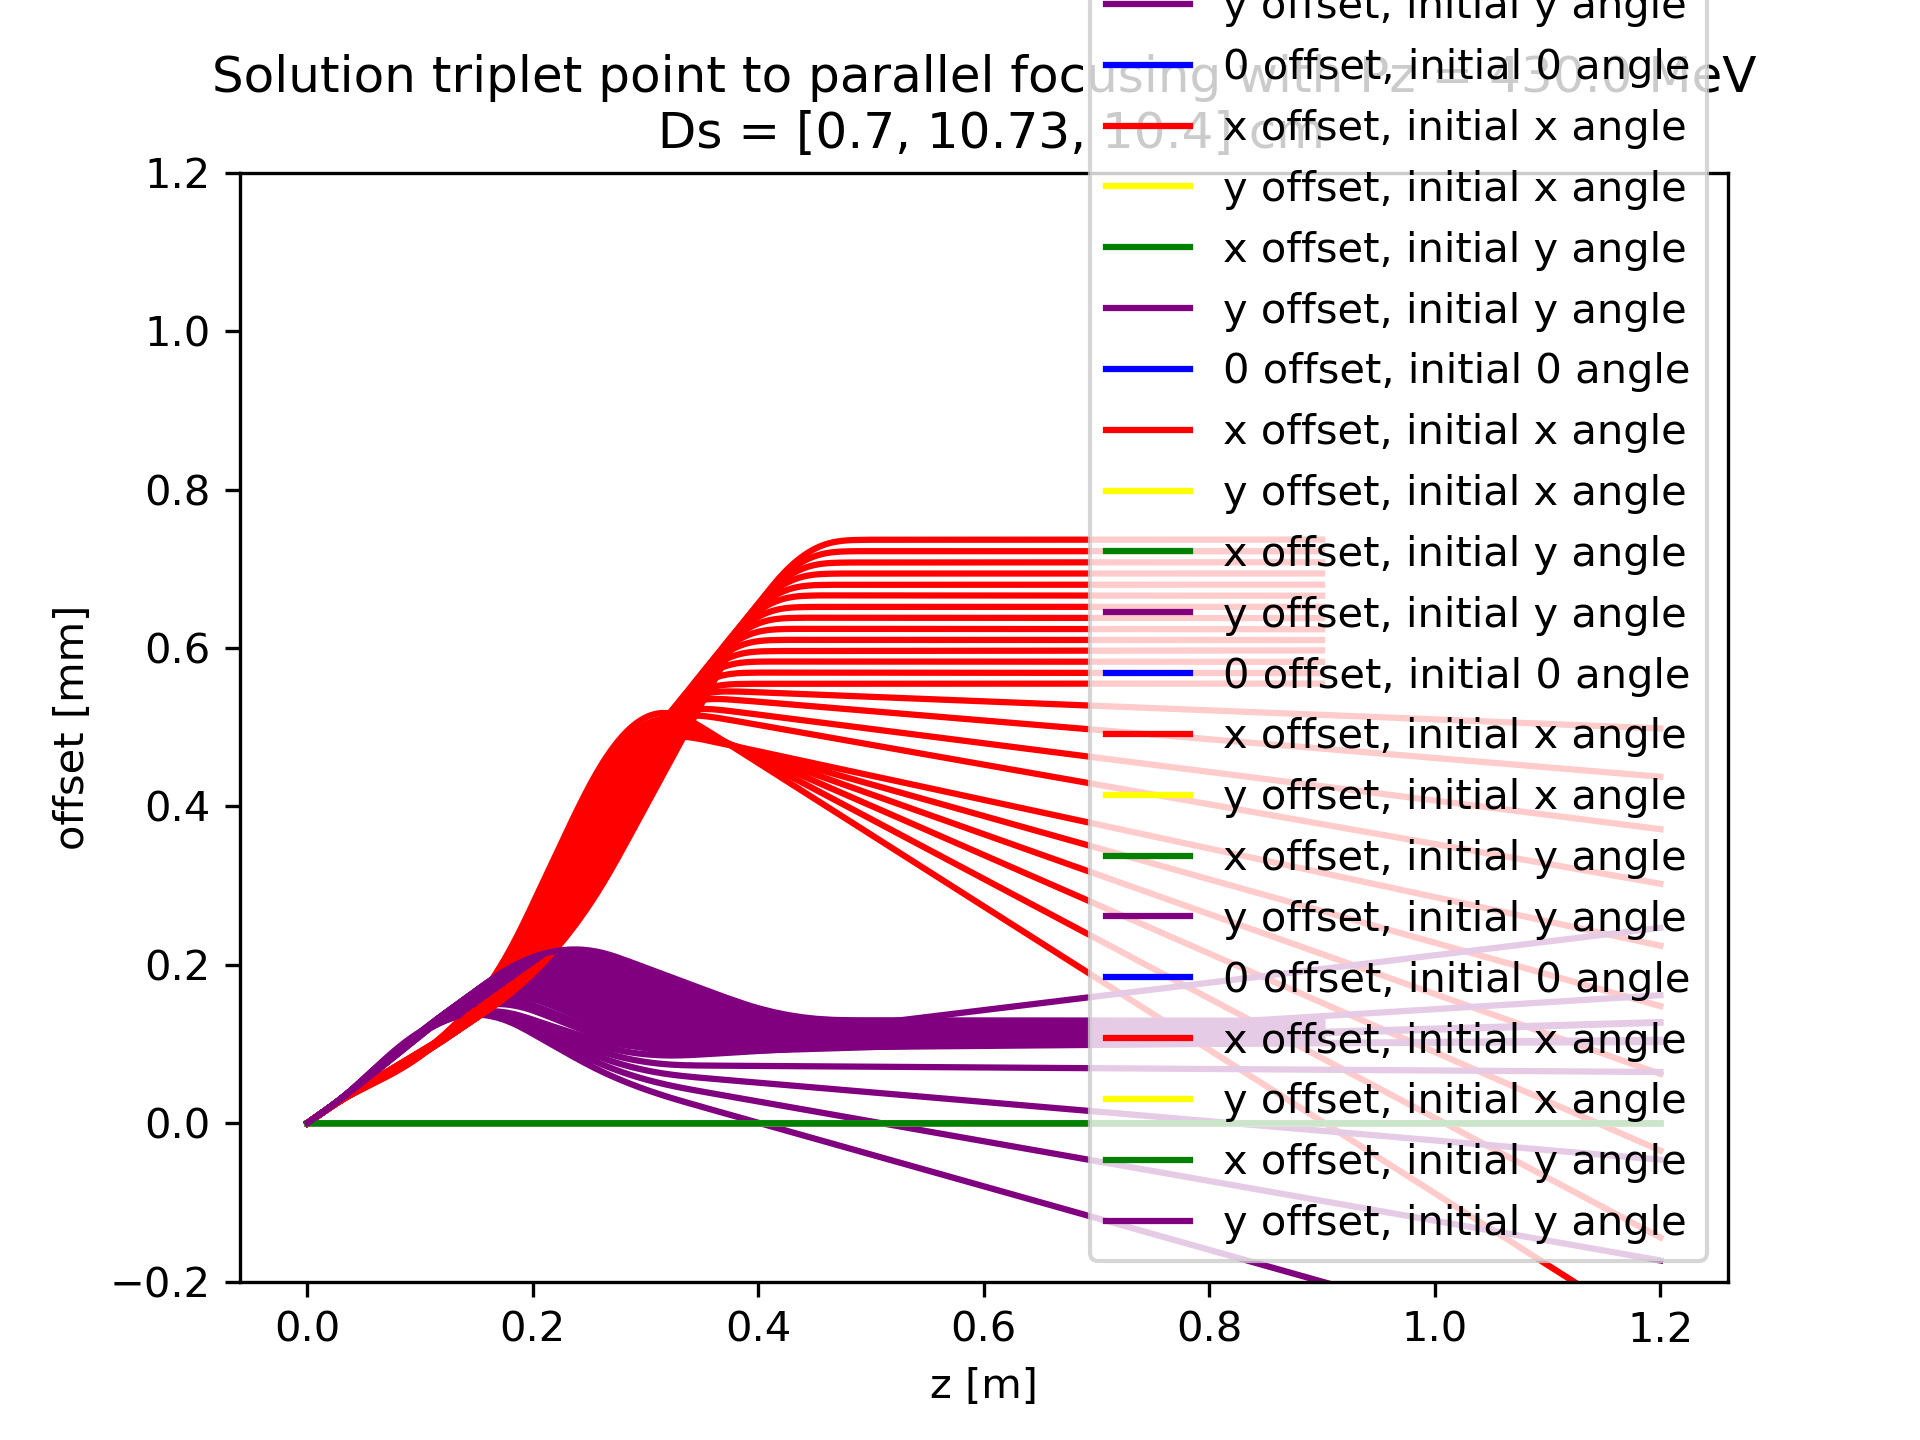 y offset, initial y angle
Solution triplet point to parallel focusing with Pz = 430.0 MeV
Ds = [0.7, 10.73, 10.4] cm
0 offset, initial 0 angle
x offset, initial x angle
y offset, initial x angle
x offset, initial y angle
y offset, initial y angle
0 offset, initial 0 angle
x offset, initial x angle
y offset, initial x angle
x offset, initial y angle
y offset, initial y angle
0 offset, initial 0 angle
x offset, initial x angle
y offset, initial x angle
x offset, initial y angle
y offset, initial y angle
0 offset, initial 0 angle
x offset, initial x angle
y offset, initial x angle
x offset, initial y angle
y offset, initial y angle
1.2
1.0
0.8
0.6
0.4
0.2
0.0
−0.2
offset [mm]
0.0 0.2 0.4 0.6 0.8 1.0 1.2
z [m]